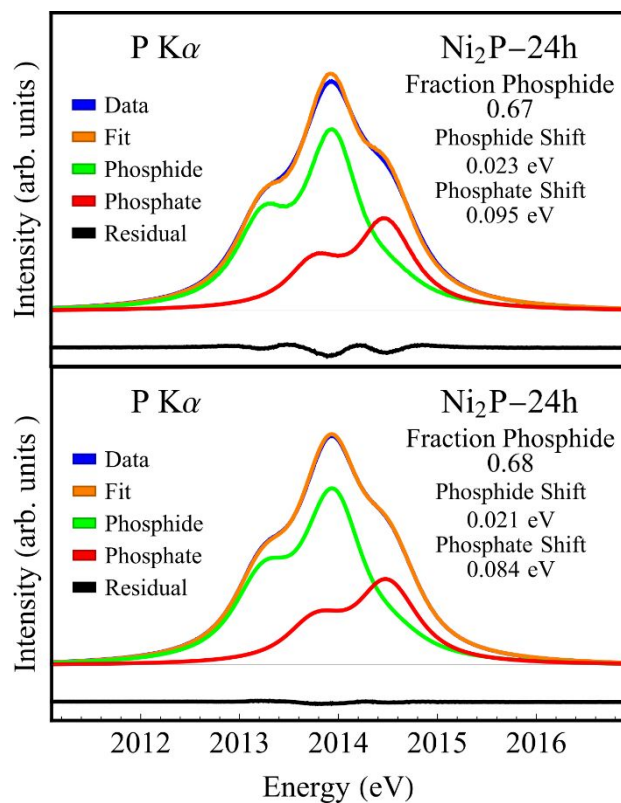 P Kα
Ni₂P−24h
Data
Fit
Phosphide
Phosphate
Residual
Fraction Phosphide
0.67
Phosphide Shift
0.023 eV
Phosphate Shift
0.095 eV
Intensity (arb. units)
P Kα
Ni₂P−24h
Data
Fit
Phosphide
Phosphate
Residual
Fraction Phosphide
0.68
Phosphide Shift
0.021 eV
Phosphate Shift
0.084 eV
Intensity (arb. units)
2012 2013 2014 2015 2016
Energy (eV)